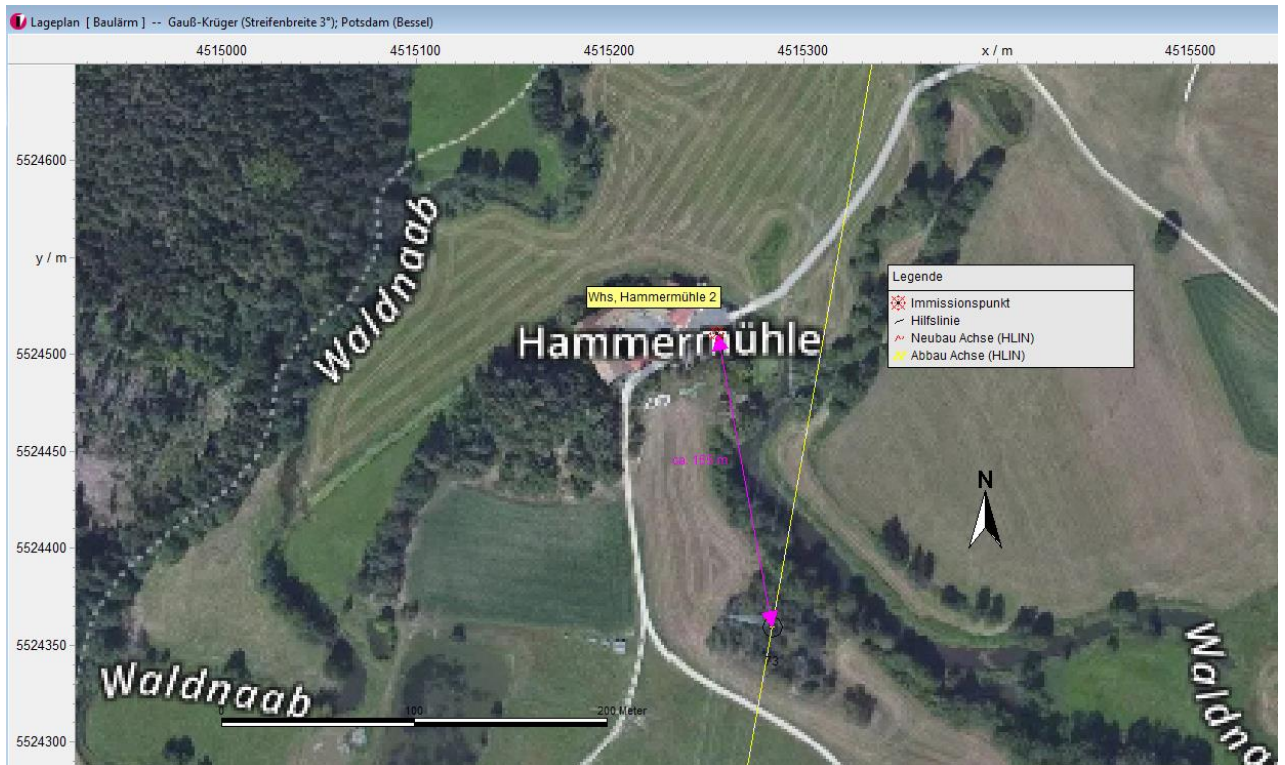 Lageplan [ Baulärm ] -- Gauß-Krüger (Streifenbreite 3°); Potsdam (Bessel)
4515000 4515100 4515200 4515300 x / m 4515500
5524600
Waldnaab
y / m
Legende
Whs, Hammermühle 2
Immissionspunkt
Hilfslinie
Neubau Achse (HLIN)
Abbau Achse (HLIN)
5524500
Hammermühle
5524450
ca.
m
N
5524400
5524350
Waldnaab
Waldna
100 200 Meter
5524300